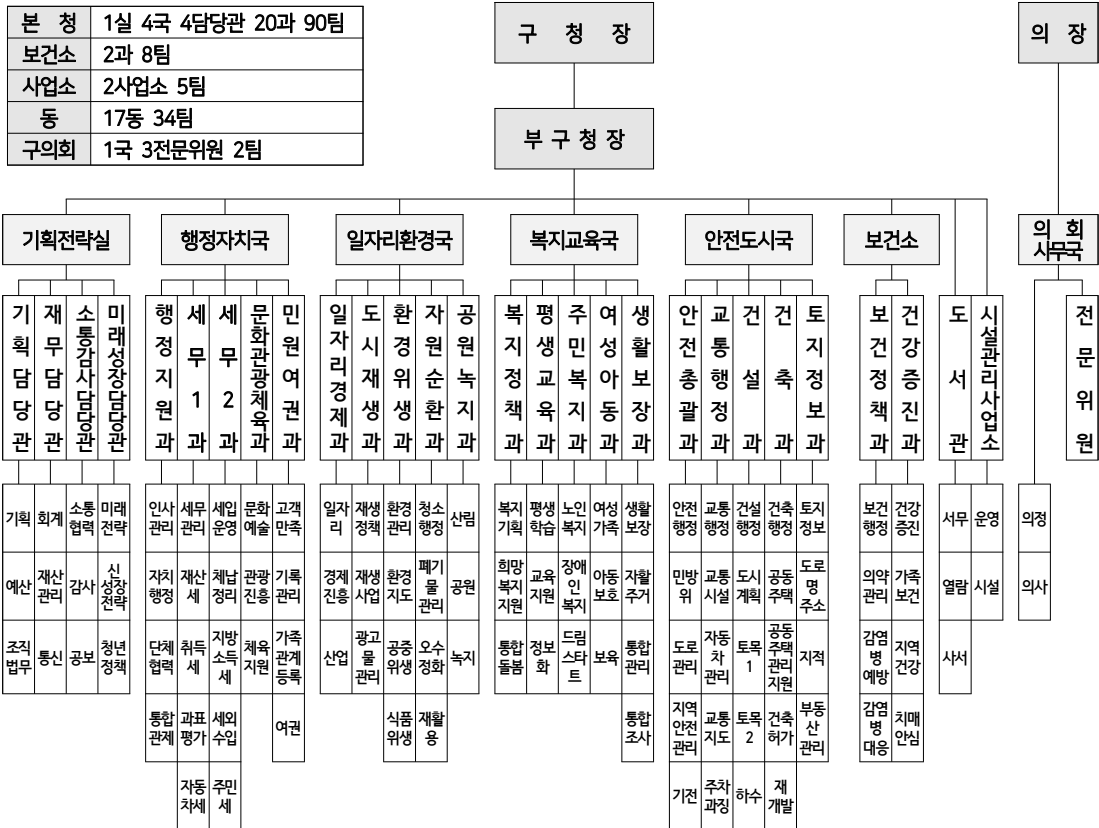 본 청 1실 4국 4담당관 20과 90팀
보건소 2과 8팀
사업소 2사업소 5팀
동 17동 34팀
구의회 1국 3전문위원 2팀
구 청 장
부 구 청 장
의 장
기획전략실
행정자치국
일자리환경국
복지교육국
안전도시국
보건소
의 회
사무국
기획담당관
재무담당관
소통감사담당관
미래성장담당관
행정지원과
세무1과
세무2과
문화관광체육과
민원여권과
일자리경제과
도시재생과
환경위생과
자원순환과
공원녹지과
복지정책과
평생교육과
주민복지과
여성아동과
생활보장과
안전총괄과
교통행정과
건설과
건축과
토지정보과
보건정책과
건강증진과
도서관
시설관리사업소
전문위원
기획 회계 소통협력 미래전략
예산 재산관리 감사 신성장전략
조직법무 통신 공보 청년정책
인사관리 세무관리 세입운영 문화예술 고객만족
자치행정 재산세 체납정리 관광진흥 기록관리
단체협력 취득세 지방소득세 체육지원 가족관계등록
통합관제 과표평가 세외수입 여권
자동차세 주민세
일자리 재생정책 환경관리 청소행정 산림
경제진흥 재생사업 환경지도 폐기물관리 공원
산업 광고물관리 공중위생 오수정화 녹지
식품위생 재활용
복지기획 평생학습 노인복지 여성가족 생활보장
희망복지지원 교육지원 장애인복지 아동보호 자활주거
통합돌봄 정보화 드림스타트 보육 통합관리
통합조사
안전행정 교통행정 건설행정 건축행정 토지정보
민방위 교통시설 도시계획 공동주택 도로명주소
도로관리 자동차관리 토목1 공동주택관리지원 지적
지역안전관리 교통지도 토목2 건축허가 부동산관리
기전 주차과징 하수 재개발
보건행정 건강증진
의약관리 가족보건
감염병예방 지역건강
감염병대응 치매안심
서무 운영
열람 시설
사서
의정
의사